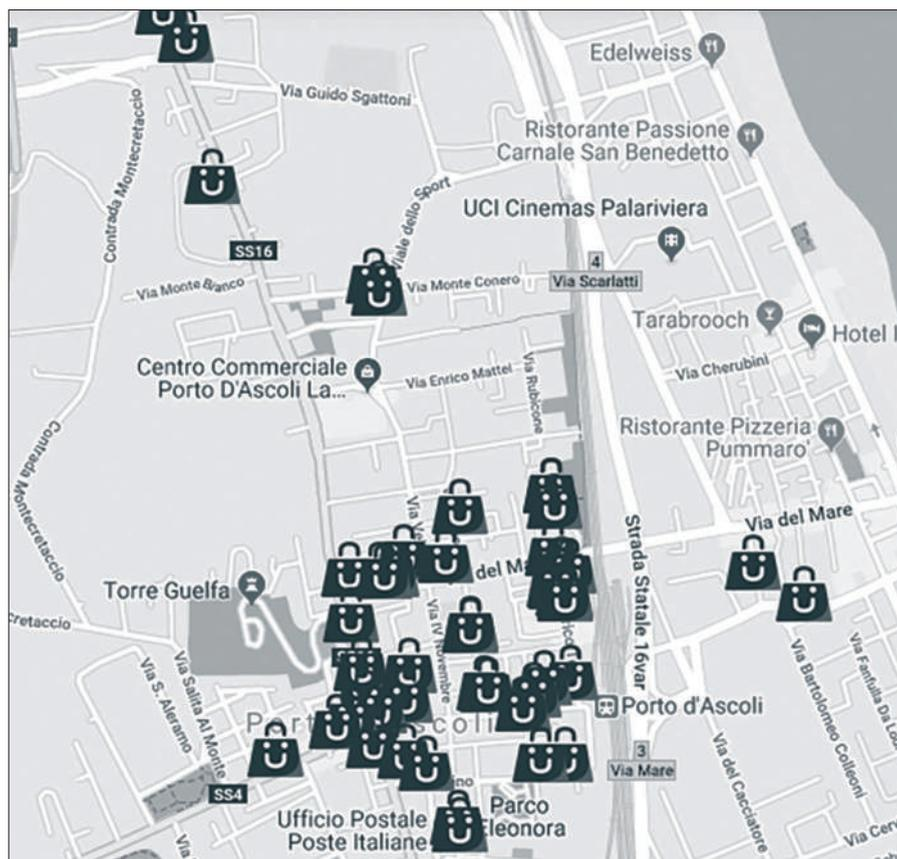 Edelweiss
Via Guido Sgattoni
Contrada Montecretaccio
Ristorante Passione
Carnale San Benedetto
Viale dello Sport
UCI Cinemas Palariviera
SS16
4
Via Scarlatti
Via Monte Bianco
Via Monte Conero
Tarabrooch
Hotel
Centro Commerciale
Porto D'Ascoli La...
Via Enrico Mattei
Via Rubicone
Via Cherubini
Ristorante Pizzeria
Pummaro'
Contrada Montecretaccio
Via del Mare
Strada Statale 16var
del
Torre Guelfa
cretaccio
Via IV Novembre
Via S. Aleramo
Via Salita Al Monte
Via Bartolomeo Colleoni
Via Fanfulla Da
Porto d'Ascoli
3
Via Mare
Via del Cacciatore
SS4
Ufficio Postale
Poste Italiane
Parco
Eleonora